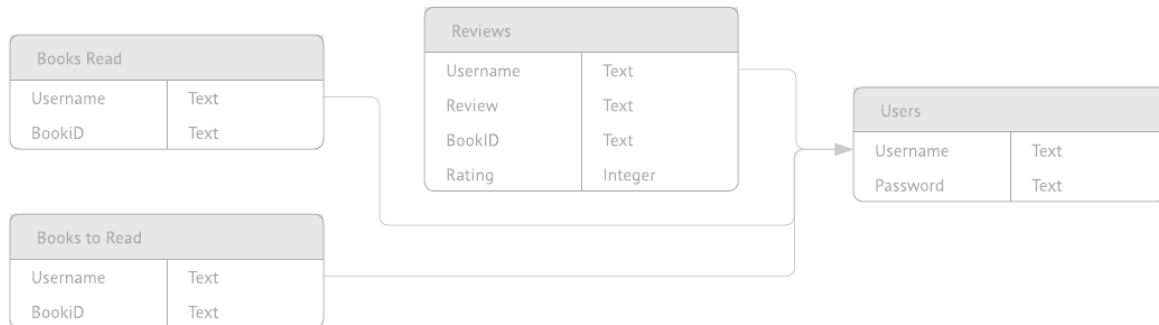 Books Read
Username Text
BookiD Text
Reviews
Username Text
Review Text
BookID Text
Rating Integer
Users
Username Text
Password Text
Books to Read
Username Text
BookiD Text